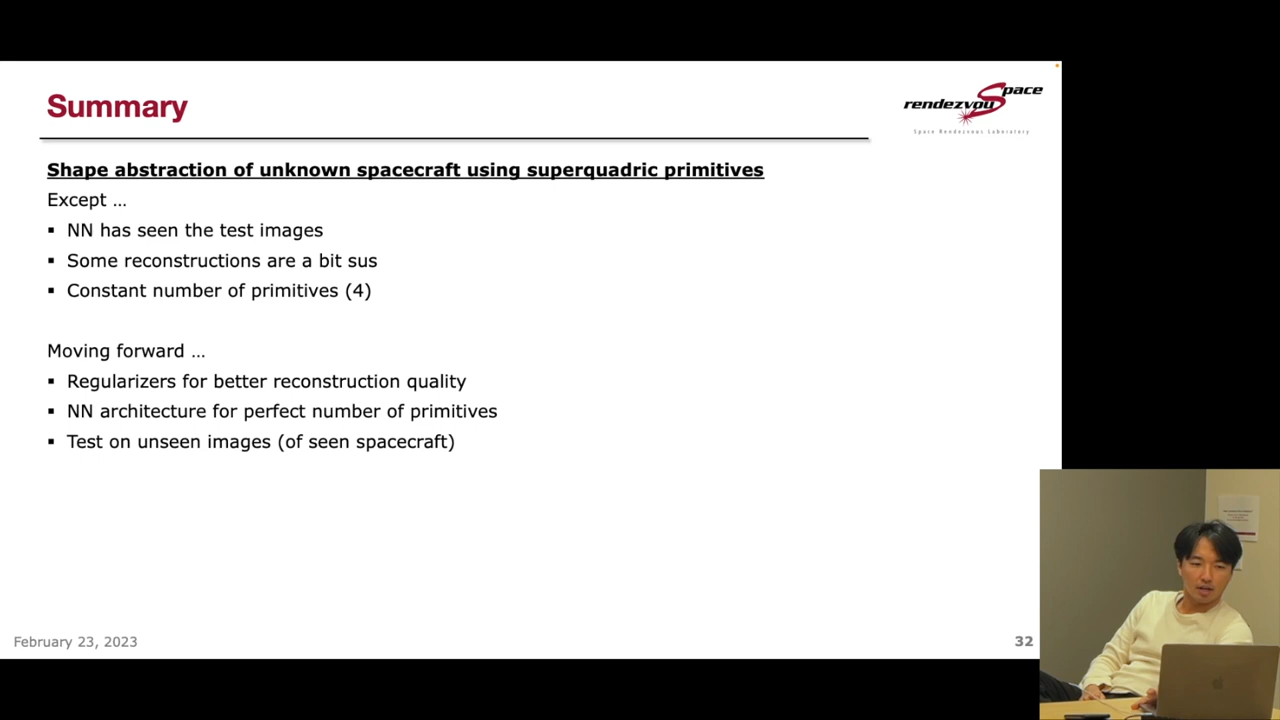 Summary
rendezvouSpace
Space Rendezvous Laboratory
Shape abstraction of unknown spacecraft using superquadric primitives
Except …
▪ NN has seen the test images
▪ Some reconstructions are a bit sus
▪ Constant number of primitives (4)
Moving forward …
▪ Regularizers for better reconstruction quality
▪ NN architecture for perfect number of primitives
▪ Test on unseen images (of seen spacecraft)
February 23, 2023
32